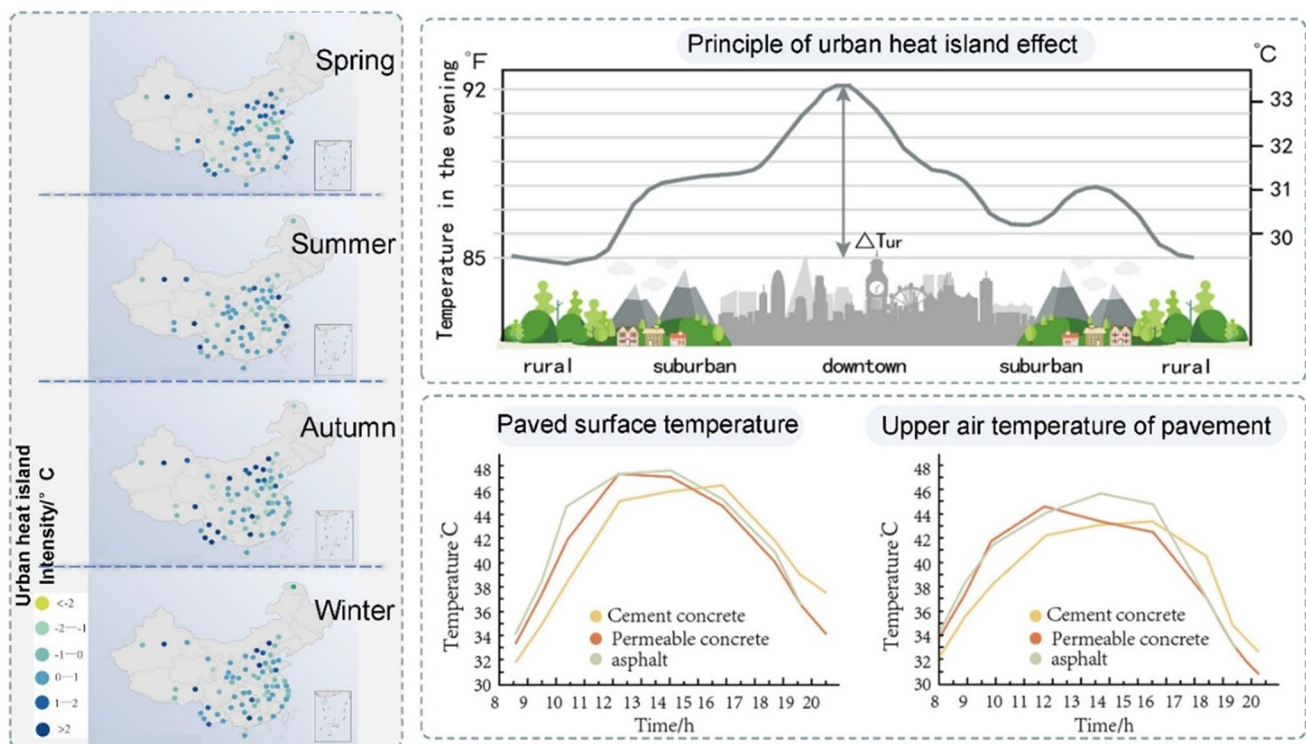 Spring
Summer
Autumn
Winter
Urban heat island
Intensity/° C
<-2
-2—-1
-1—0
0—1
1—2
>2
Principle of urban heat island effect
°F
°C
Temperature in the evening
92
85
33
32
31
30
△Tur
rural
suburban
downtown
suburban
rural
Paved surface temperature
Temperature℃
48
46
44
42
40
38
36
34
32
30
Cement concrete
Permeable concrete
asphalt
8 9 10 11 12 13 14 15 16 17 18 19 20
Time/h
Upper air temperature of pavement
Temperature℃
48
46
44
42
40
38
36
34
32
30
Cement concrete
Permeable concrete
asphalt
8 9 10 11 12 13 14 15 16 17 18 19 20
Time/h